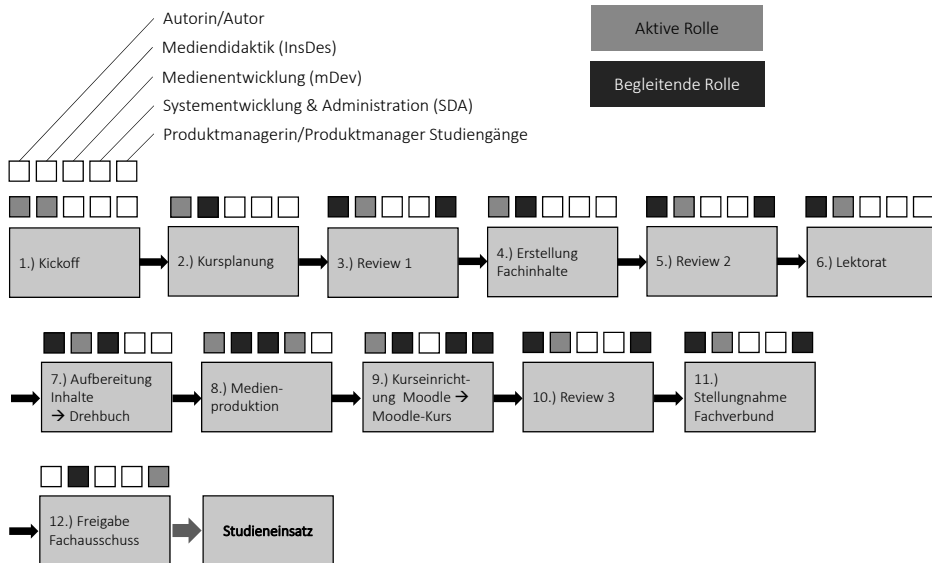 Autorin/Autor
Mediendidaktik (InsDes)
Medienentwicklung (mDev)
Systementwicklung & Administration (SDA)
Produktmanagerin/Produktmanager Studiengänge
Aktive Rolle
Begleitende Rolle
1.) Kickoff
2.) Kursplanung
3.) Review 1
4.) Erstellung
Fachinhalte
5.) Review 2
6.) Lektorat
7.) Aufbereitung
Inhalte
→ Drehbuch
8.) Medien-
produktion
9.) Kurseinricht-
tung Moodle →
Moodle-Kurs
10.) Review 3
11.)
Stellungnahme
Fachverbund
12.) Freigabe
Fachausschuss
Studieneinsatz